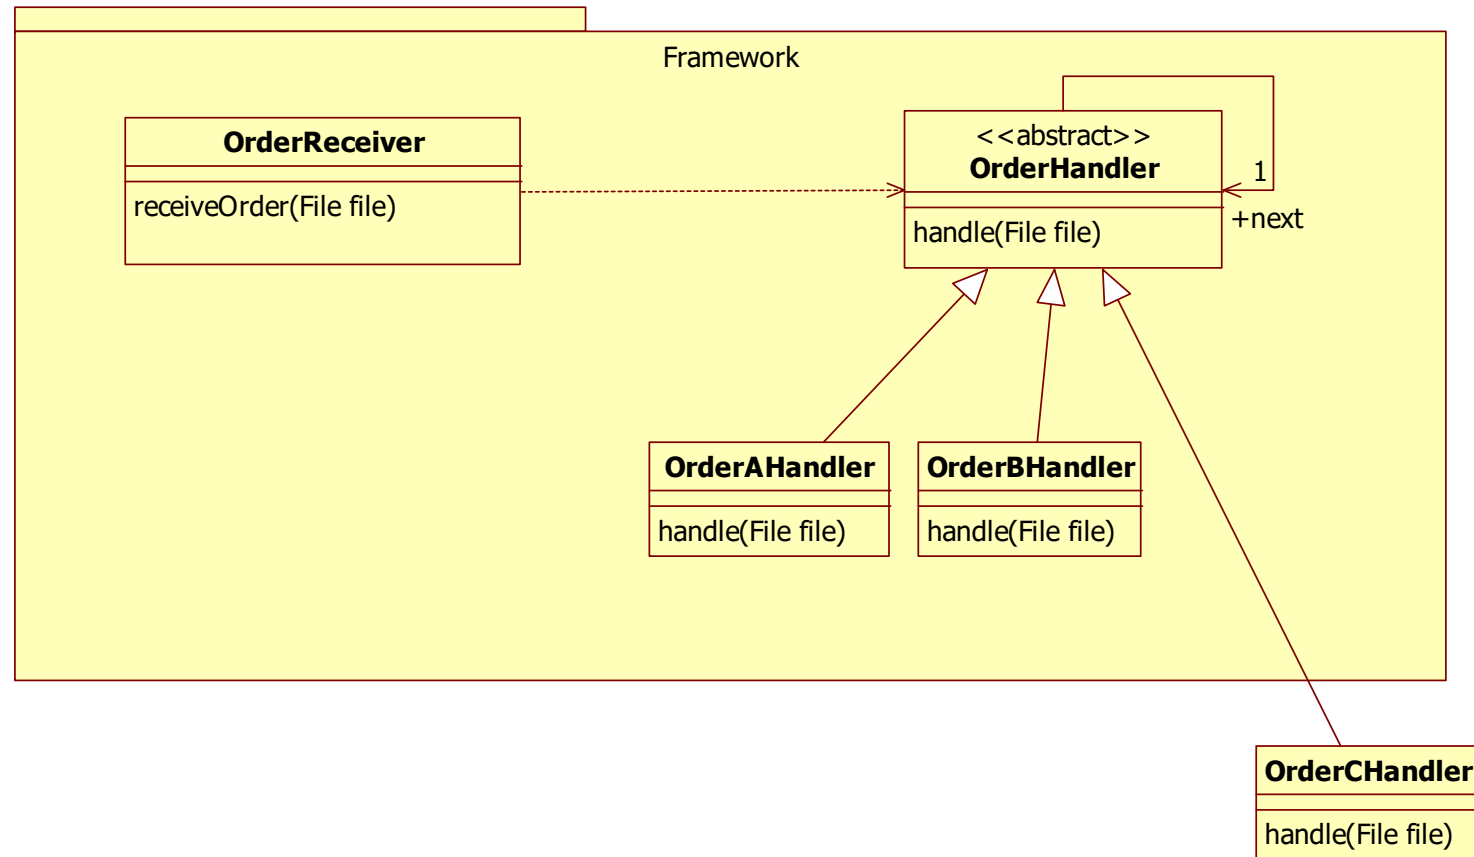 Framework
OrderReceiver
receiveOrder(File file)
<<abstract>>
OrderHandler
handle(File file)
1
+next
OrderAHandler
handle(File file)
OrderBHandler
handle(File file)
OrderCHandler
handle(File file)